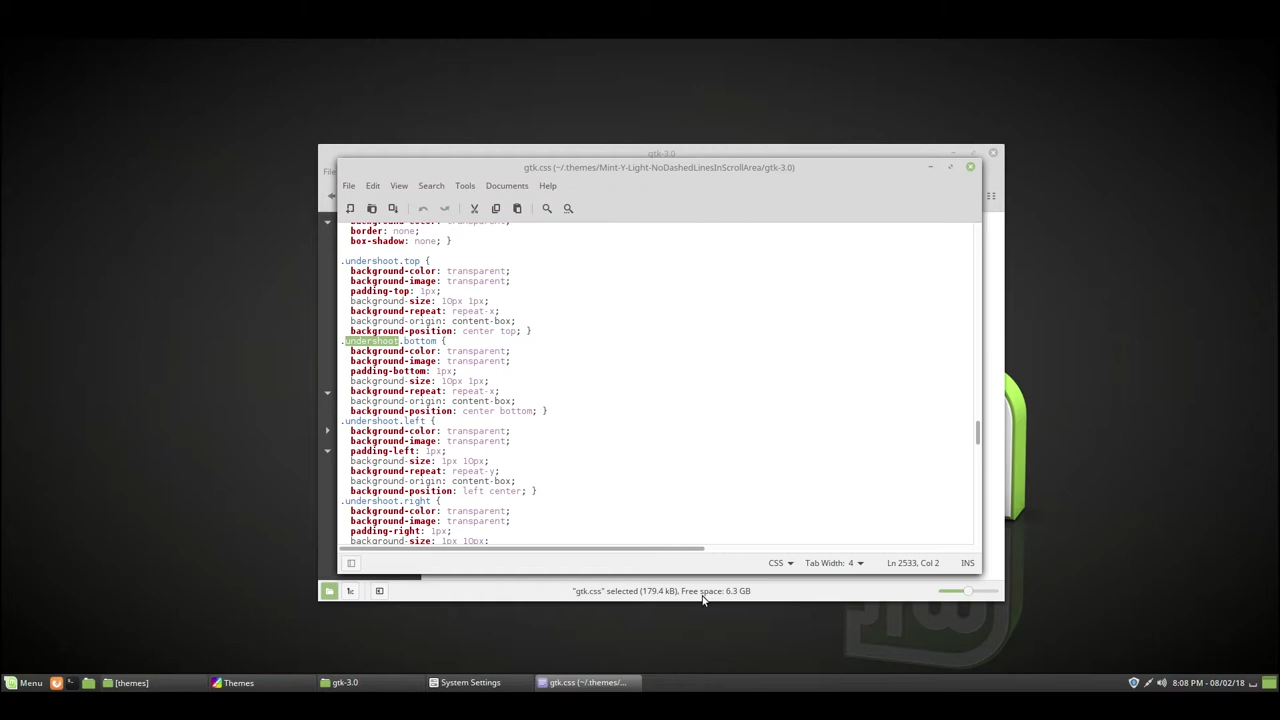 gtk-3.0
gtk.css (~/.themes/Mint-Y-Light-NoDashedLinesInScrollArea/gtk-3.0)
File Edit View Search Tools Documents Help
border: none;
box-shadow: none; }
.undershoot.top {
background-color: transparent;
background-image: transparent;
padding-top: 1px;
background-size: 10px 1px;
background-repeat: repeat-x;
background-origin: content-box;
background-position: center top; }
.undershoot.bottom {
background-color: transparent;
background-image: transparent;
padding-bottom: 1px;
background-size: 10px 1px;
background-repeat: repeat-x;
background-origin: content-box;
background-position: center bottom; }
.undershoot.left {
background-color: transparent;
background-image: transparent;
padding-left: 1px;
background-size: 1px 10px;
background-repeat: repeat-y;
background-origin: content-box;
background-position: left center; }
.undershoot.right {
background-color: transparent;
background-image: transparent;
padding-right: 1px;
background-size: 1px 10px;
CSS Tab Width: 4 Ln 2533, Col 2 INS
"gtk.css" selected (179.4 kB), Free space: 6.3 GB
Menu [themes] Themes gtk-3.0 System Settings gtk.css (~/.themes/... 8:08 PM - 08/02/18